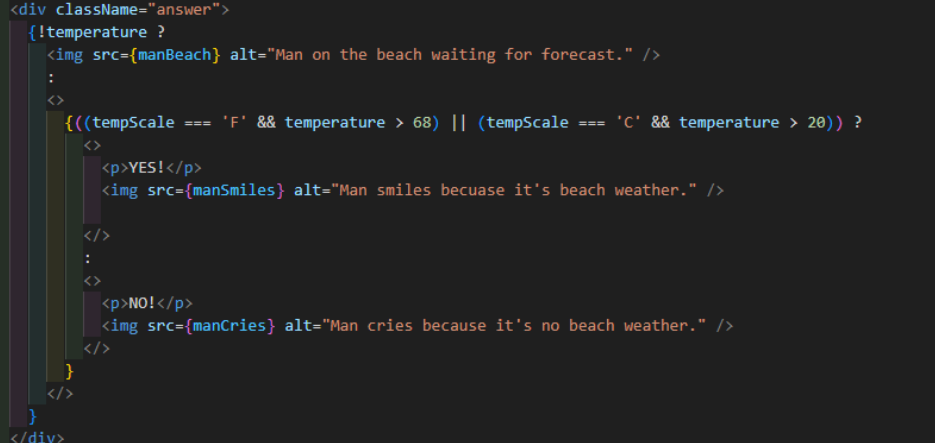 <div className="answer">
{!temperature ?
<img src={manBeach} alt="Man on the beach waiting for forecast." />
:
<>
{((tempScale === 'F' && temperature > 68) || (tempScale === 'C' && temperature > 20)) ?
<>
<p>YES!</p>
<img src={manSmiles} alt="Man smiles becuase it's beach weather." />
</>
:
<>
<p>NO!</p>
<img src={manCries} alt="Man cries because it's no beach weather." />
</>
}
</>
}
</div>